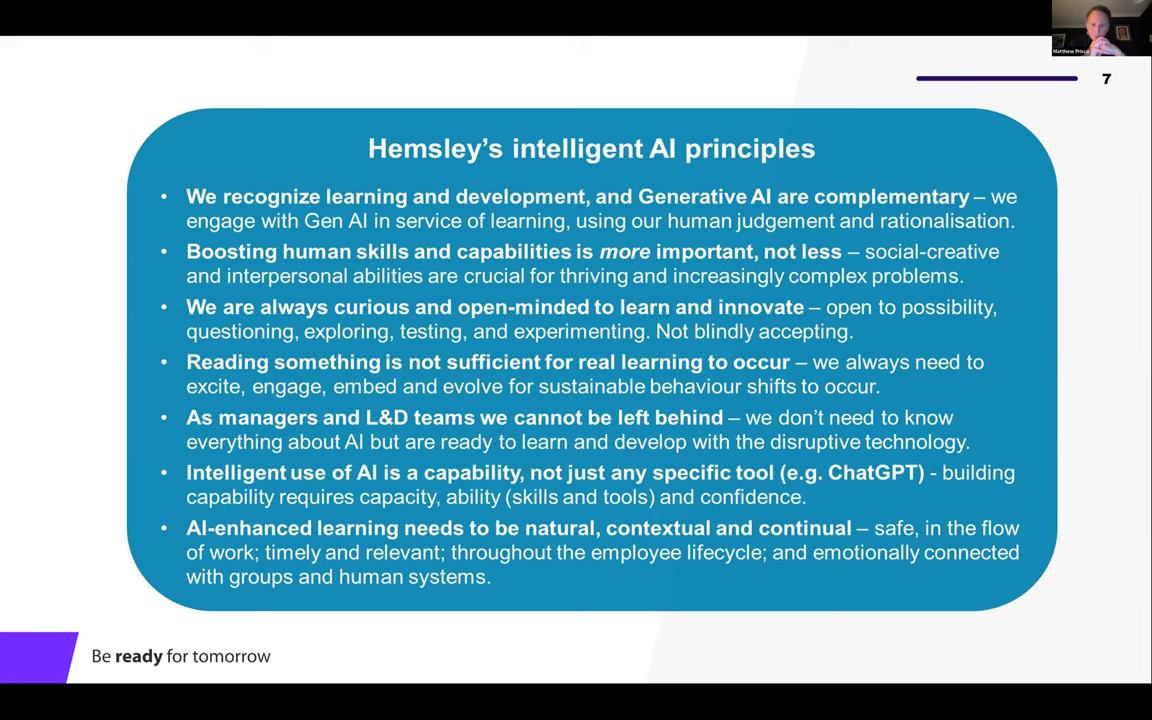 Matthew Prisco
7
Hemsley’s intelligent AI principles
• We recognize learning and development, and Generative AI are complementary – we
engage with Gen AI in service of learning, using our human judgement and rationalisation.
• Boosting human skills and capabilities is more important, not less – social-creative
and interpersonal abilities are crucial for thriving and increasingly complex problems.
• We are always curious and open-minded to learn and innovate – open to possibility,
questioning, exploring, testing, and experimenting. Not blindly accepting.
• Reading something is not sufficient for real learning to occur – we always need to
excite, engage, embed and evolve for sustainable behaviour shifts to occur.
• As managers and L&D teams we cannot be left behind – we don’t need to know
everything about AI but are ready to learn and develop with the disruptive technology.
• Intelligent use of AI is a capability, not just any specific tool (e.g. ChatGPT) - building
capability requires capacity, ability (skills and tools) and confidence.
• AI-enhanced learning needs to be natural, contextual and continual – safe, in the flow
of work; timely and relevant; throughout the employee lifecycle; and emotionally connected
with groups and human systems.
Be ready for tomorrow